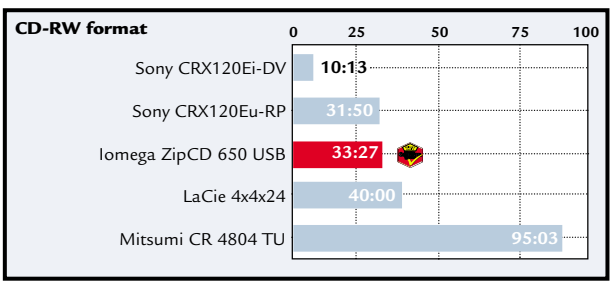 CD-RW format
0 25 50 75 100
Sony CRX120Ei-DV 10:13
Sony CRX120Eu-RP 31:50
Iomega ZipCD 650 USB 33:27
LaCie 4x4x24 40:00
Mitsumi CR 4804 TU 95:03